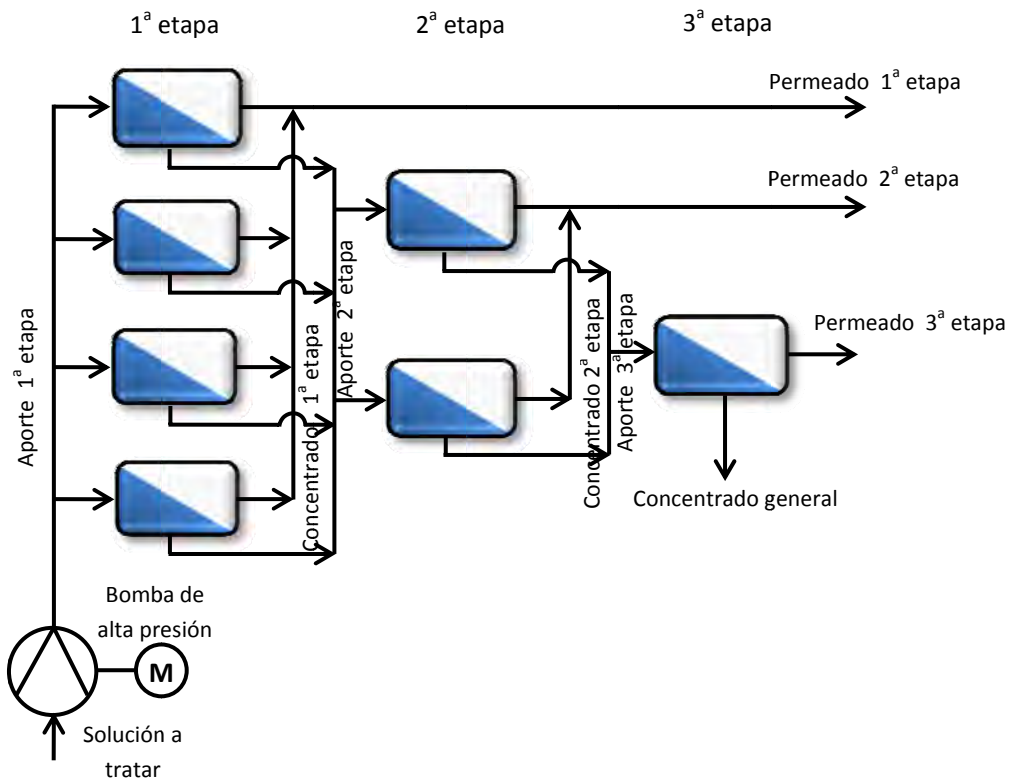 1ª etapa
2ª etapa
3ª etapa
Permeado 1ª etapa
Permeado 2ª etapa
Permeado 3ª etapa
Aporte 1ª etapa
Concentrado 1ª etapa
Aporte 2ª etapa
Concentrado 2ª etapa
Aporte 3ª etapa
Concentrado general
Bomba de
alta presión
M
Solución a
tratar